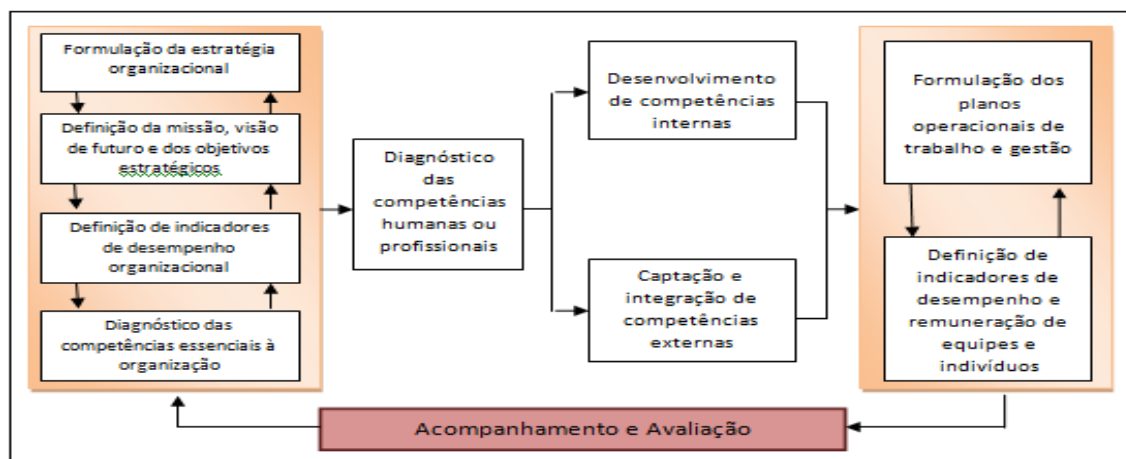 Formulação da estratégia
organizacional
Definição da missão, visão
de futuro e dos objetivos
estratégicos
Definição de indicadores
de desempenho
organizacional
Diagnóstico das
competências essenciais à
organização
Diagnóstico
das
competências
humanas ou
profissionais
Desenvolvimento
de competências
internas
Captação e
integração de
competências
externas
Formulação dos
planos
operacionais de
trabalho e gestão
Definição de
indicadores de
desempenho e
remuneração de
equipes e
indivíduos
Acompanhamento e Avaliação